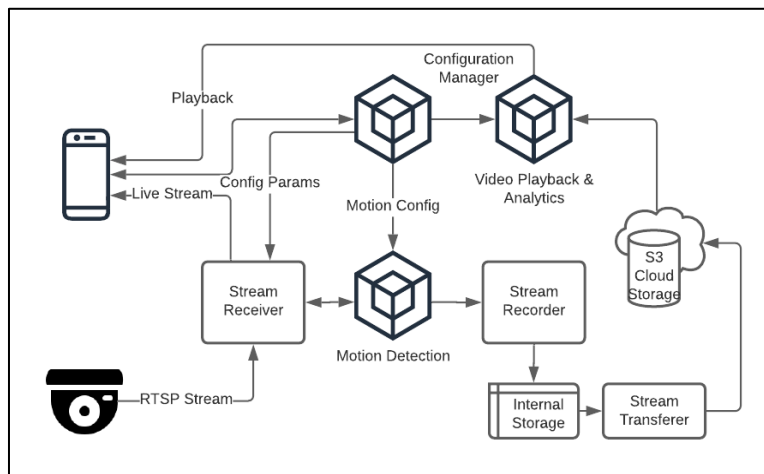 Configuration
Manager
Playback
Config Params
Live Stream
Motion Config
Video Playback &
Analytics
S3
Cloud
Storage
Stream
Receiver
Motion Detection
Stream
Recorder
RTSP Stream
Internal
Storage
Stream
Transferer